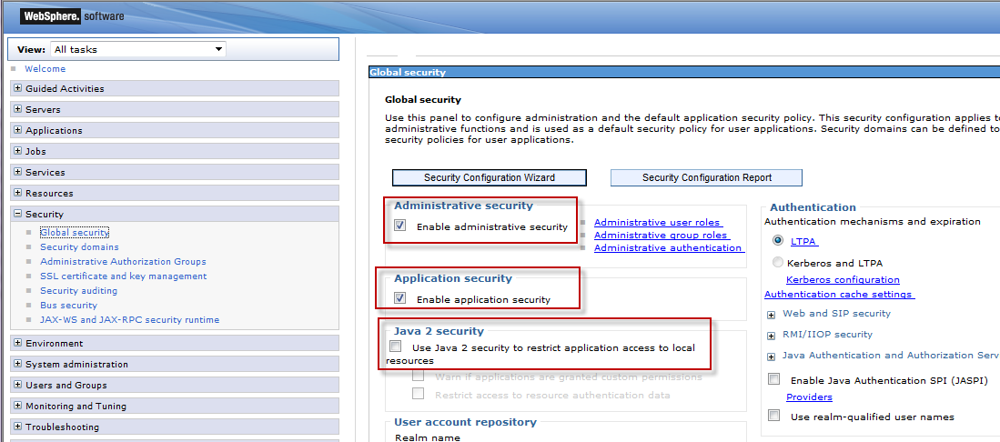 WebSphere. software
View: All tasks
Welcome
Guided Activities
Servers
Applications
Jobs
Services
Resources
Security
Global security
Security domains
Administrative Authorization Groups
SSL certificate and key management
Security auditing
Bus security
JAX-WS and JAX-RPC security runtime
Environment
System administration
Users and Groups
Monitoring and Tuning
Troubleshooting
Global security
Global security
Use this panel to configure administration and the default application security policy. This security configuration applies to
administrative functions and is used as a default security policy for user applications. Security domains can be defined to
security policies for user applications.
Security Configuration Wizard
Security Configuration Report
Administrative security
Enable administrative security
Administrative user roles
Administrative group roles
Administrative authentication
Application security
Enable application security
Java 2 security
Use Java 2 security to restrict application access to local
resources
Warn if applications are granted custom permissions
Restrict access to resource authentication data
User account repository
Realm name
Authentication
Authentication mechanisms and expiration
LTPA
Kerberos and LTPA
Kerberos configuration
Authentication cache settings
Web and SIP security
RMI/IIOP security
Java Authentication and Authorization Serv
Enable Java Authentication SPI (JASPI)
Providers
Use realm-qualified user names